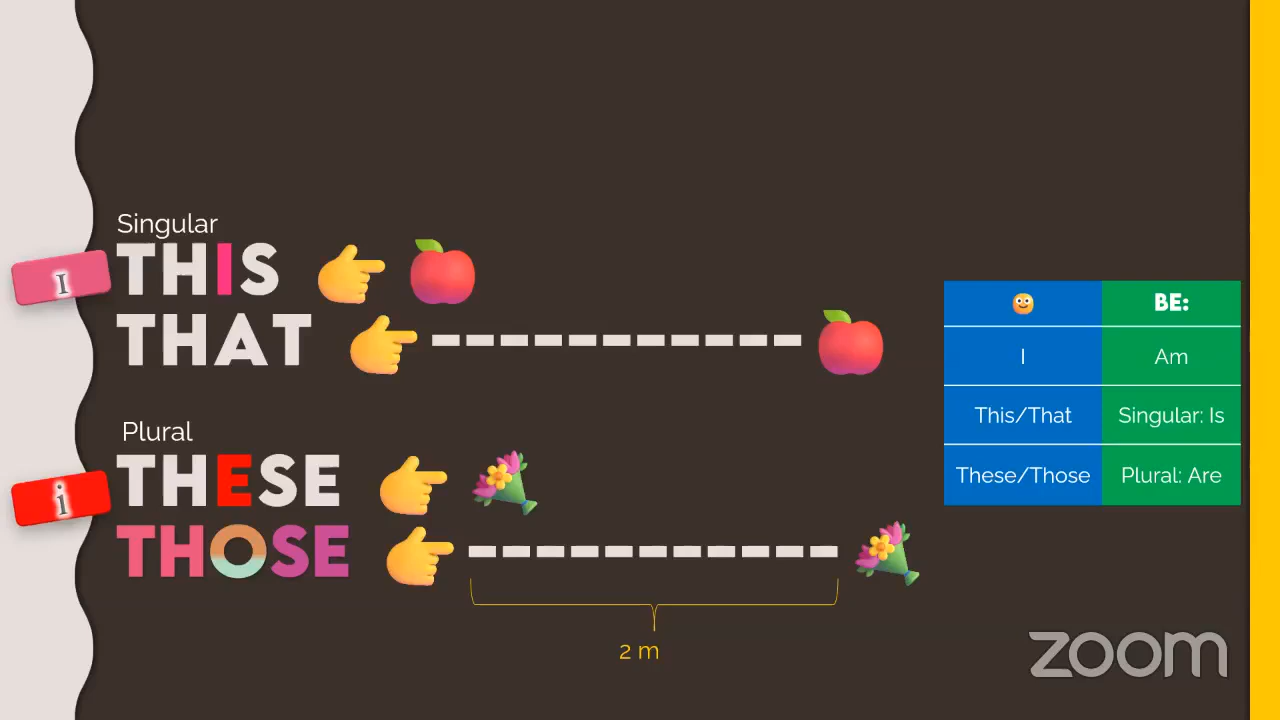 Singular
I
THIS
THAT
Plural
i
THESE
THOSE
2 m
BE:
I Am
This/That Singular: Is
These/Those Plural: Are
zoom